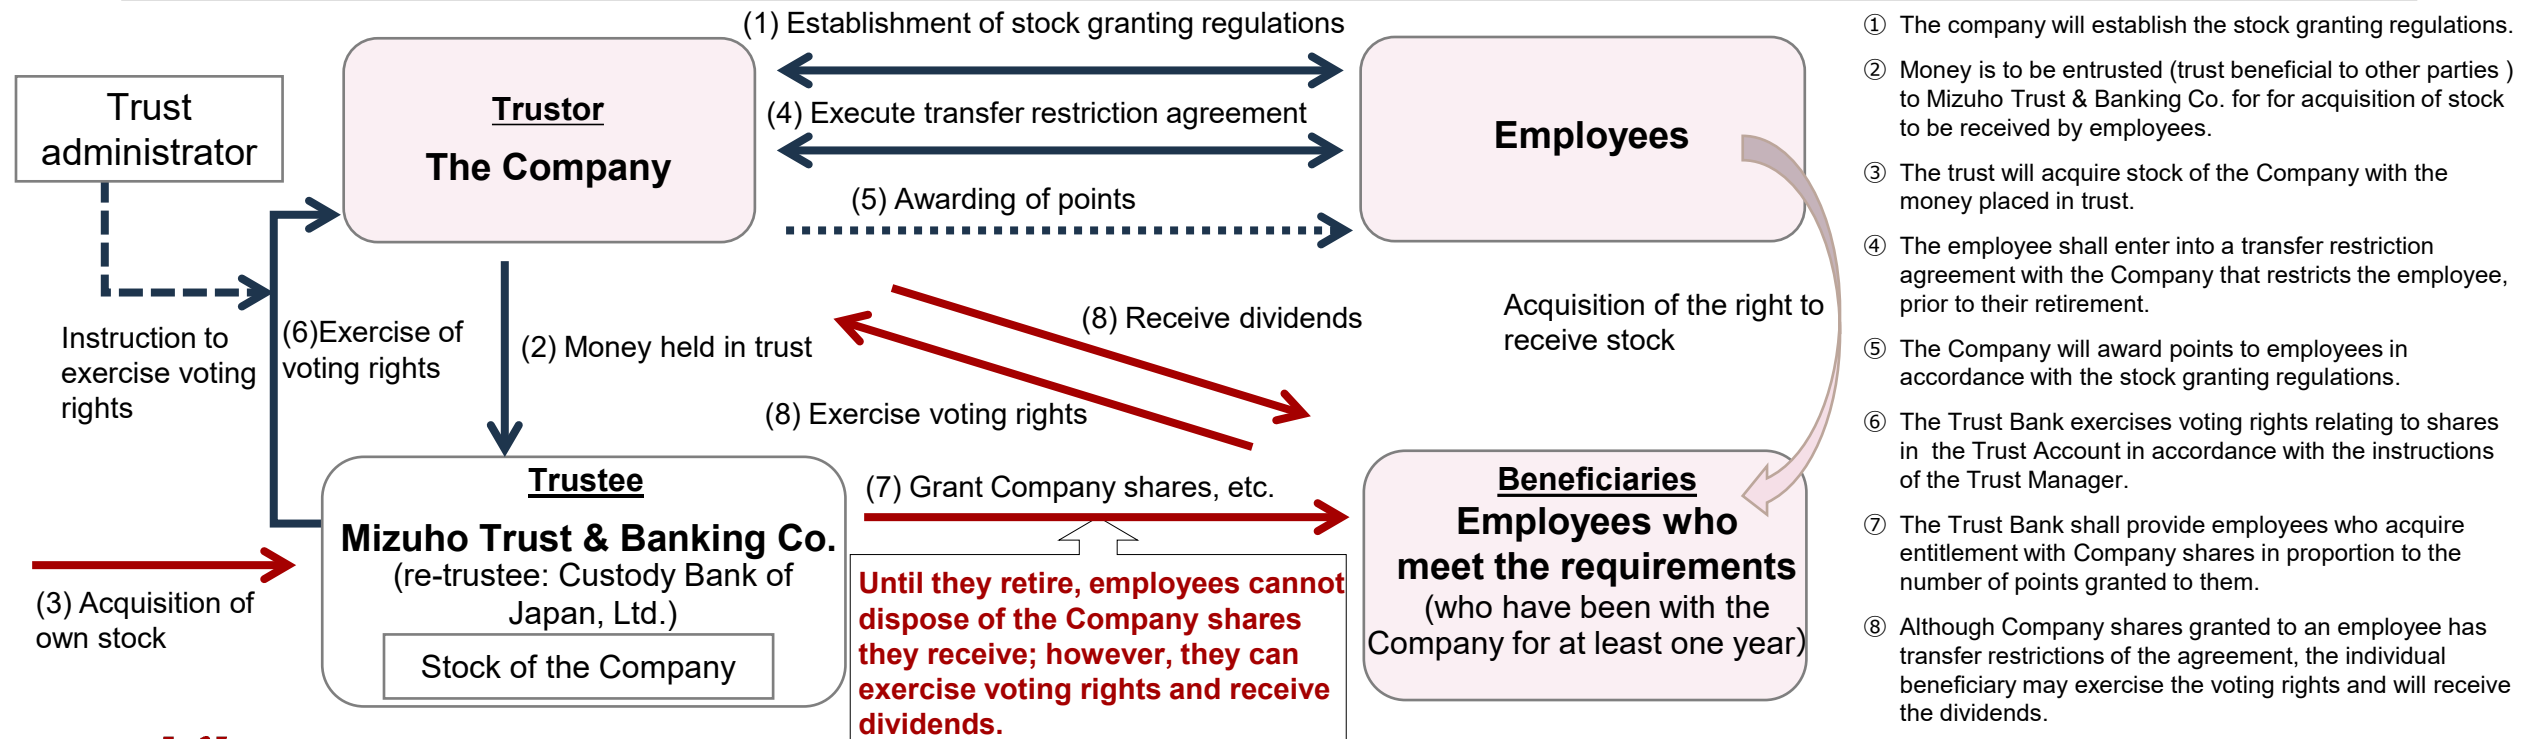 (1) Establishment of stock granting regulations
Trust
administrator
Trustor
The Company
(4) Execute transfer restriction agreement
Employees
(5) Awarding of points
Instruction to
exercise voting
rights
(6)Exercise of
voting rights
(2) Money held in trust
(8) Receive dividends
(8) Exercise voting rights
Acquisition of the right to
receive stock
(3) Acquisition of
own stock
Trustee
Mizuho Trust & Banking Co.
(re-trustee: Custody Bank of
Japan, Ltd.)
Stock of the Company
(7) Grant Company shares, etc.
Until they retire, employees cannot
dispose of the Company shares
they receive; however, they can
exercise voting rights and receive
dividends.
Beneficiaries
Employees who
meet the requirements
(who have been with the
Company for at least one year)
① The company will establish the stock granting regulations.
② Money is to be entrusted (trust beneficial to other parties )
to Mizuho Trust & Banking Co. for for acquisition of stock
to be received by employees.
③ The trust will acquire stock of the Company with the
money placed in trust.
④ The employee shall enter into a transfer restriction
agreement with the Company that restricts the employee,
prior to their retirement.
⑤ The Company will award points to employees in
accordance with the stock granting regulations.
⑥ The Trust Bank exercises voting rights relating to shares
in the Trust Account in accordance with the instructions
of the Trust Manager.
⑦ The Trust Bank shall provide employees who acquire
entitlement with Company shares in proportion to the
number of points granted to them.
⑧ Although Company shares granted to an employee has
transfer restrictions of the agreement, the individual
beneficiary may exercise the voting rights and will receive
the dividends.